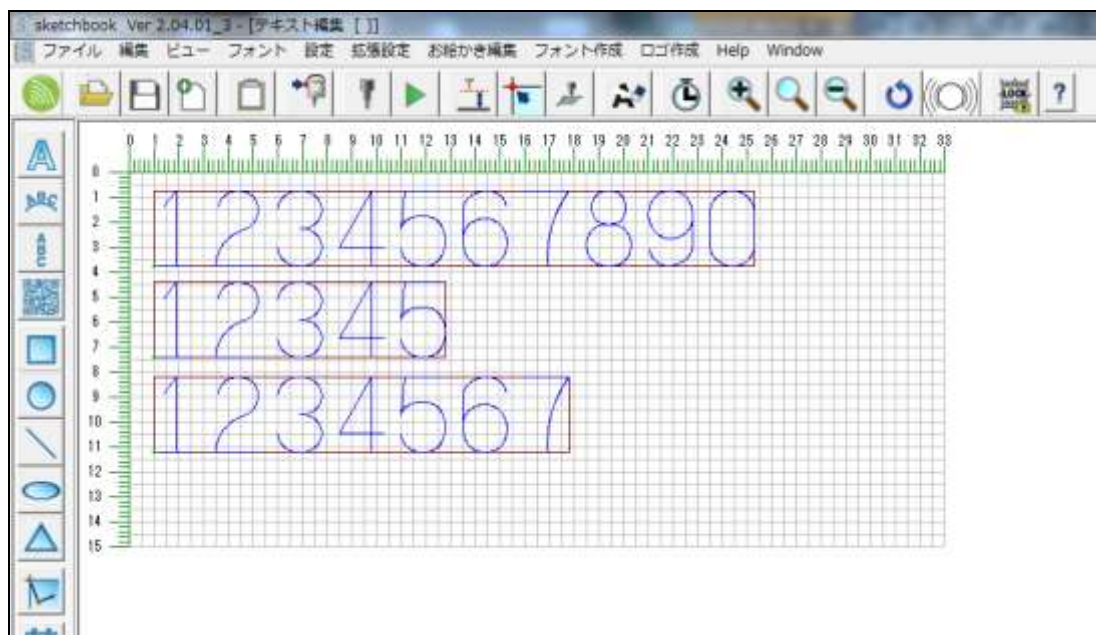 sketchbook Ver 2.04.01_3 - [テキスト編集 [ ]]
ファイル 編集 ビュー フォント 設定 拡張設定 お絵かき編集 フォント作成 ロゴ作成 Help Window
LOCK ?
A
ABC
ABC
0 1 2 3 4 5 6 7 8 9 10 11 12 13 14 15 16 17 18 19 20 21 22 23 24 25 26 27 28 29 30 31 32 33
0
1
2
3
4
5
6
7
8
9
10
11
12
13
14
15
1234567890
12345
1234567